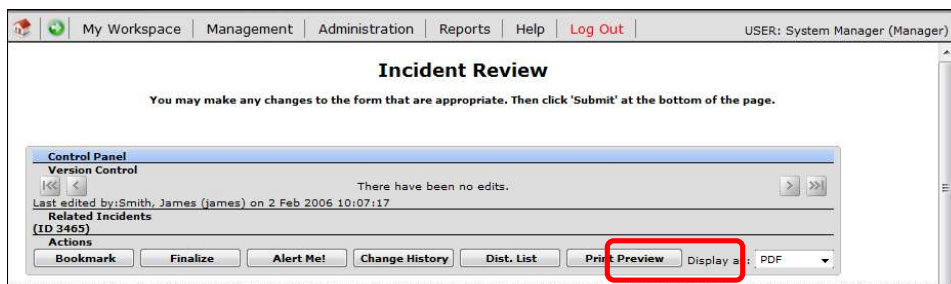 My Workspace Management Administration Reports Help Log Out USER: System Manager (Manager)
Incident Review
You may make any changes to the form that are appropriate. Then click 'Submit' at the bottom of the page.
Control Panel
Version Control
There have been no edits.
Last edited by:Smith, James (james) on 2 Feb 2006 10:07:17
Related Incidents
(ID 3465)
Actions
Bookmark Finalize Alert Me! Change History Dist. List Print Preview Display as: PDF